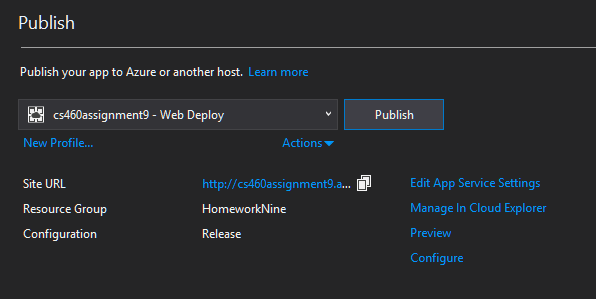 Publish
Publish your app to Azure or another host. Learn more
cs460assignment9 - Web Deploy
Publish
New Profile...
Actions
Site URL http://cs460assignment9.a... Edit App Service Settings
Resource Group HomeworkNine Manage In Cloud Explorer
Configuration Release Preview
Configure